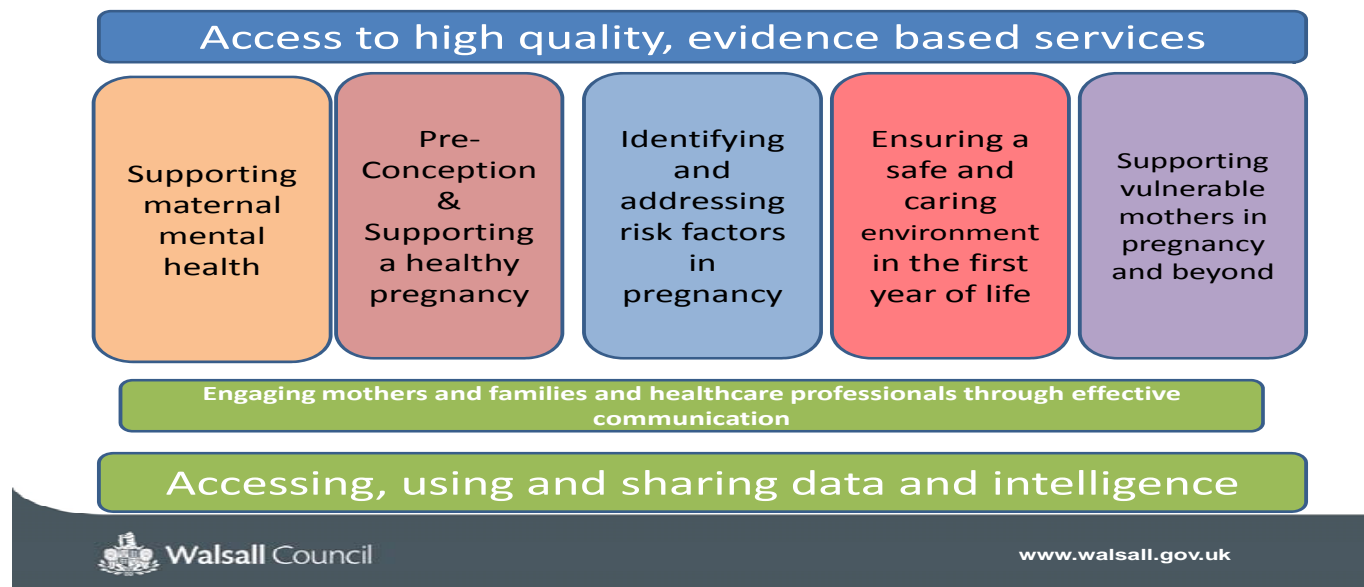 Access to high quality, evidence based services
Supporting
maternal
mental
health
Pre-
Conception
&
Supporting
a healthy
pregnancy
Identifying
and
addressing
risk factors
in
pregnancy
Ensuring a
safe and
caring
environment
in the first
year of life
Supporting
vulnerable
mothers in
pregnancy
and beyond
Engaging mothers and families and healthcare professionals through effective
communication
Accessing, using and sharing data and intelligence
Walsall Council
www.walsall.gov.uk